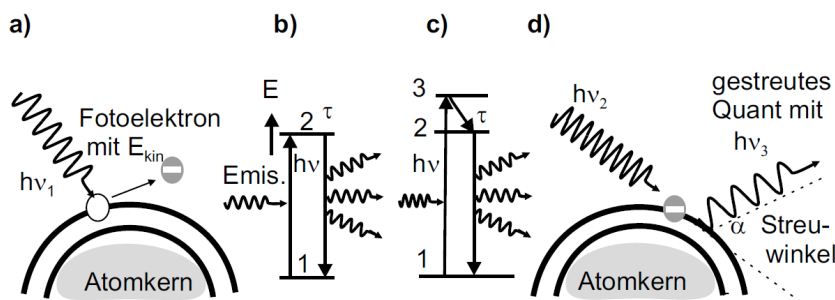 a)
Fotoelektron
mit E_kin
hν₁
Atomkern
b)
E
2
τ
hν
Emis.
1
c)
3
τ
2
hν
1
d)
hν₂
gestreutes
Quant mit
hν₃
α
Streu-
winkel
Atomkern